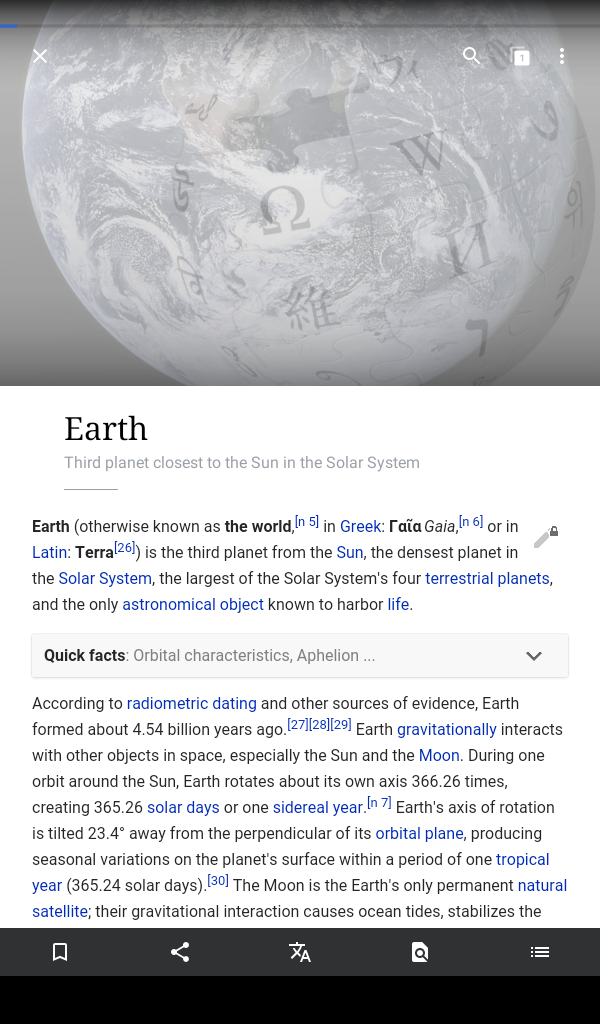 1
ウィ
W
Ω
И
維
Earth
Third planet closest to the Sun in the Solar System
Earth (otherwise known as the world,[n 5] in Greek: Γαῖα Gaia,[n 6] or in
Latin: Terra[26]) is the third planet from the Sun, the densest planet in
the Solar System, the largest of the Solar System's four terrestrial planets,
and the only astronomical object known to harbor life.
Quick facts: Orbital characteristics, Aphelion ...
According to radiometric dating and other sources of evidence, Earth
formed about 4.54 billion years ago.[27][28][29] Earth gravitationally interacts
with other objects in space, especially the Sun and the Moon. During one
orbit around the Sun, Earth rotates about its own axis 366.26 times,
creating 365.26 solar days or one sidereal year.[n 7] Earth's axis of rotation
is tilted 23.4° away from the perpendicular of its orbital plane, producing
seasonal variations on the planet's surface within a period of one tropical
year (365.24 solar days).[30] The Moon is the Earth's only permanent natural
satellite; their gravitational interaction causes ocean tides, stabilizes the